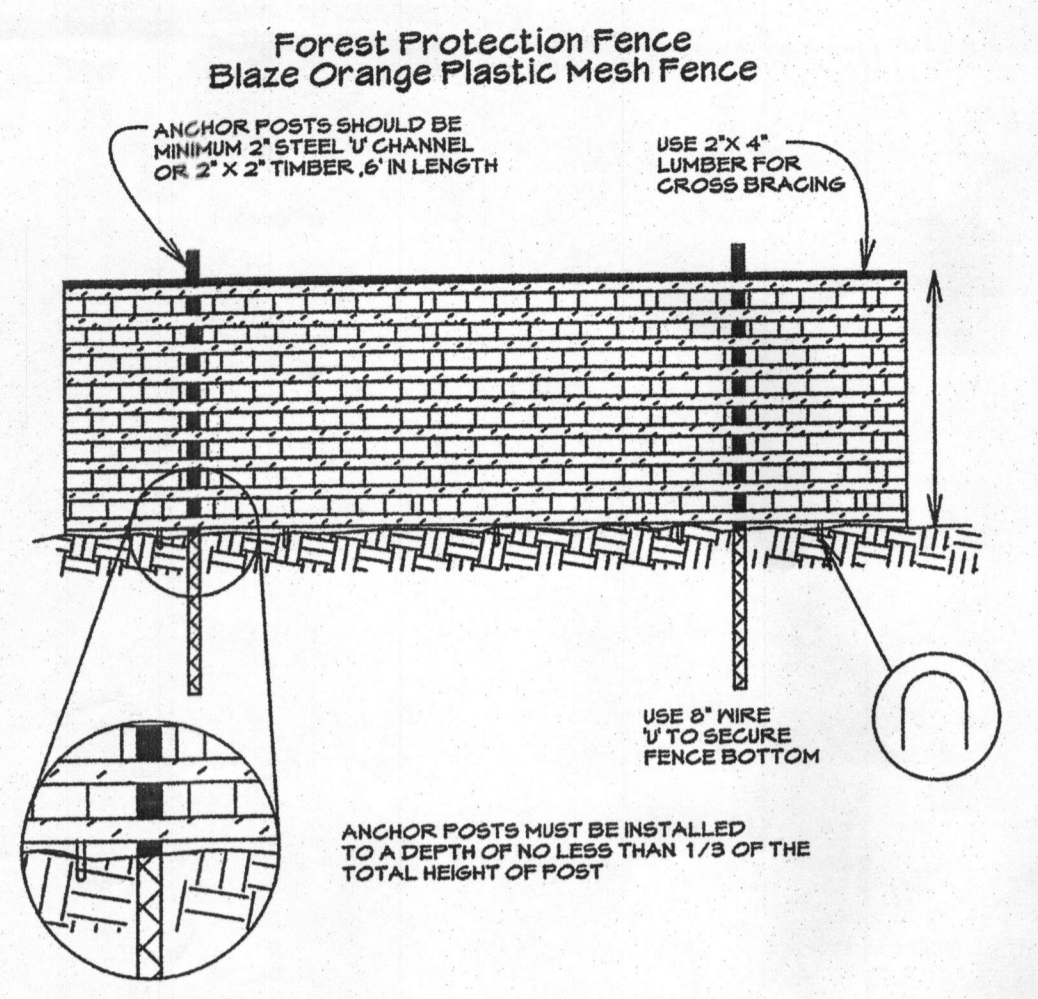 Forest Protection Fence
Blaze Orange Plastic Mesh Fence
ANCHOR POSTS SHOULD BE
MINIMUM 2" STEEL 'U' CHANNEL
OR 2" X 2" TIMBER ,6' IN LENGTH
USE 2"X 4"
LUMBER FOR
CROSS BRACING
USE 8" WIRE
'U' TO SECURE
FENCE BOTTOM
ANCHOR POSTS MUST BE INSTALLED
TO A DEPTH OF NO LESS THAN 1/3 OF THE
TOTAL HEIGHT OF POST